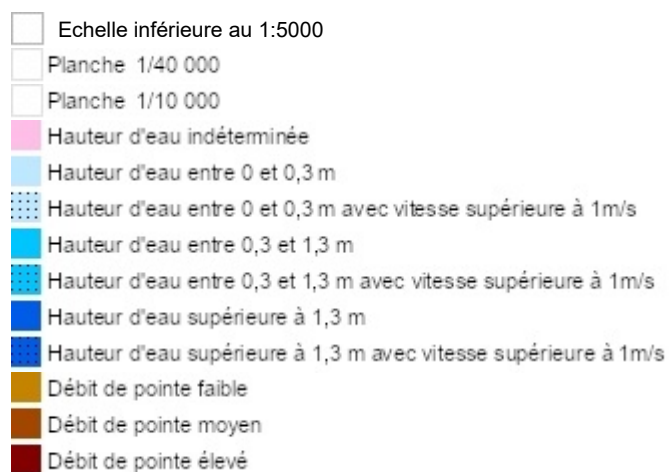 Echelle inférieure au 1:5000
Planche 1/40 000
Planche 1/10 000
Hauteur d'eau indéterminée
Hauteur d'eau entre 0 et 0,3 m
Hauteur d'eau entre 0 et 0,3 m avec vitesse supérieure à 1m/s
Hauteur d'eau entre 0,3 et 1,3 m
Hauteur d'eau entre 0,3 et 1,3 m avec vitesse supérieure à 1m/s
Hauteur d'eau supérieure à 1,3 m
Hauteur d'eau supérieure à 1,3 m avec vitesse supérieure à 1m/s
Débit de pointe faible
Débit de pointe moyen
Débit de pointe élevé